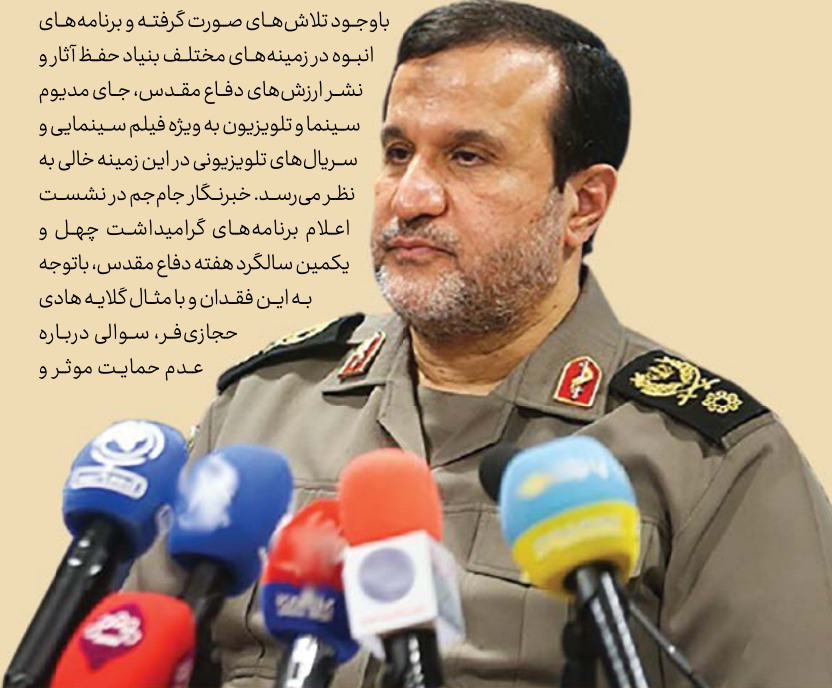 باوجود تلاش‌های صورت گرفته و برنامه‌های
انبوه در زمینه‌های مختلف بنیاد حفظ آثار و
نشر ارزش‌های دفاع مقدس، جای مدیوم
سینما و تلویزیون به ویژه فیلم سینمایی و
سریال‌های تلویزیونی در این زمینه خالی به
نظر می‌رسد. خبرنگار جام‌جم در نشست
اعلام برنامه‌های گرامیداشت چهل و
یکمین سالگرد هفته دفاع مقدس، باتوجه
به این فقدان و با مثال گلایه هادی
حجازی‌فر، سوالی درباره
عدم حمایت موثر و